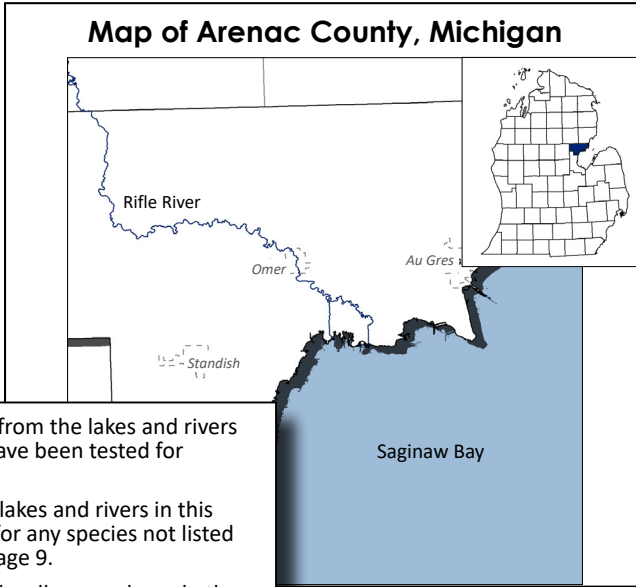 Map of Arenac County, Michigan
Rifle River
Omer
Au Gres
Standish
Saginaw Bay
from the lakes and rivers
ave been tested for
lakes and rivers in this
for any species not listed
age 9.